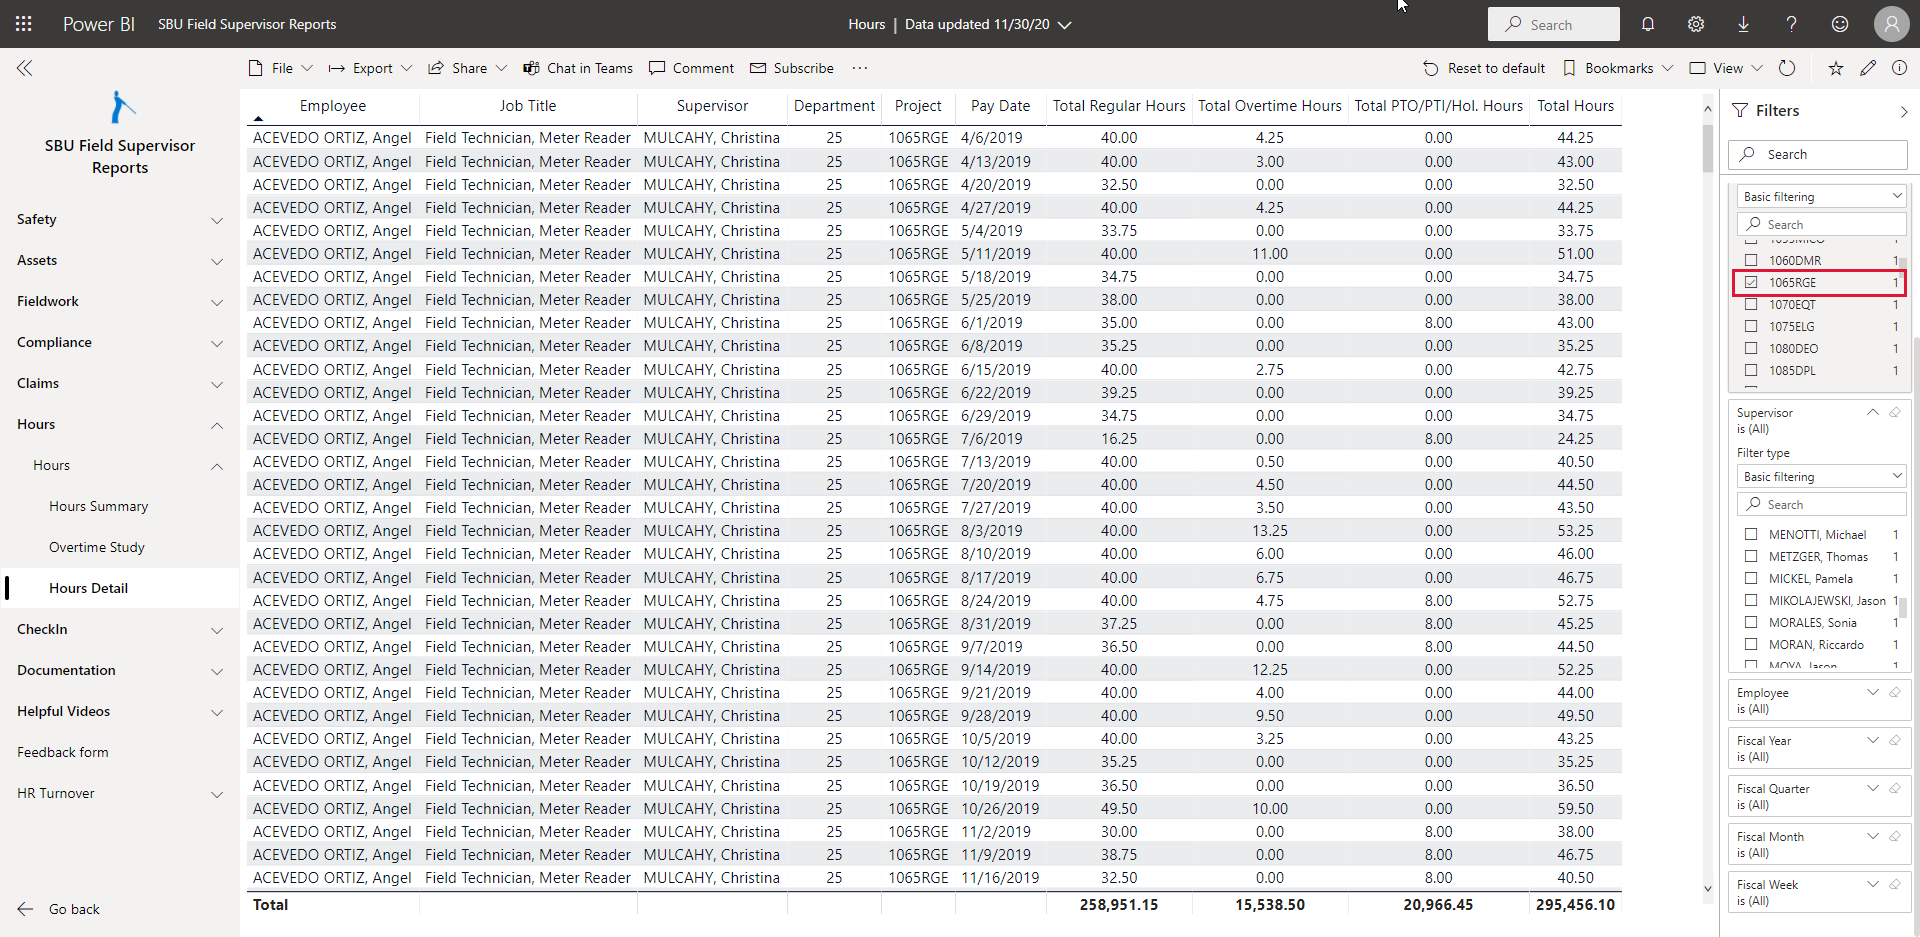 Power BI SBU Field Supervisor Reports Hours | Data updated 11/30/20 Search
File Export Share Chat in Teams Comment Subscribe ··· Reset to default Bookmarks View
SBU Field Supervisor
Reports
Safety
Assets
Fieldwork
Compliance
Claims
Hours
Hours
Hours Summary
Overtime Study
Hours Detail
CheckIn
Documentation
Helpful Videos
Feedback form
HR Turnover
Go back
Employee Job Title Supervisor Department Project Pay Date Total Regular Hours Total Overtime Hours Total PTO/PTI/Hol. Hours Total Hours
ACEVEDO ORTIZ, Angel Field Technician, Meter Reader MULCAHY, Christina 25 1065RGE 4/6/2019 40.00 4.25 0.00 44.25
ACEVEDO ORTIZ, Angel Field Technician, Meter Reader MULCAHY, Christina 25 1065RGE 4/13/2019 40.00 3.00 0.00 43.00
ACEVEDO ORTIZ, Angel Field Technician, Meter Reader MULCAHY, Christina 25 1065RGE 4/20/2019 32.50 0.00 0.00 32.50
ACEVEDO ORTIZ, Angel Field Technician, Meter Reader MULCAHY, Christina 25 1065RGE 4/27/2019 40.00 4.25 0.00 44.25
ACEVEDO ORTIZ, Angel Field Technician, Meter Reader MULCAHY, Christina 25 1065RGE 5/4/2019 33.75 0.00 0.00 33.75
ACEVEDO ORTIZ, Angel Field Technician, Meter Reader MULCAHY, Christina 25 1065RGE 5/11/2019 40.00 11.00 0.00 51.00
ACEVEDO ORTIZ, Angel Field Technician, Meter Reader MULCAHY, Christina 25 1065RGE 5/18/2019 34.75 0.00 0.00 34.75
ACEVEDO ORTIZ, Angel Field Technician, Meter Reader MULCAHY, Christina 25 1065RGE 5/25/2019 38.00 0.00 0.00 38.00
ACEVEDO ORTIZ, Angel Field Technician, Meter Reader MULCAHY, Christina 25 1065RGE 6/1/2019 35.00 0.00 8.00 43.00
ACEVEDO ORTIZ, Angel Field Technician, Meter Reader MULCAHY, Christina 25 1065RGE 6/8/2019 35.25 0.00 0.00 35.25
ACEVEDO ORTIZ, Angel Field Technician, Meter Reader MULCAHY, Christina 25 1065RGE 6/15/2019 40.00 2.75 0.00 42.75
ACEVEDO ORTIZ, Angel Field Technician, Meter Reader MULCAHY, Christina 25 1065RGE 6/22/2019 39.25 0.00 0.00 39.25
ACEVEDO ORTIZ, Angel Field Technician, Meter Reader MULCAHY, Christina 25 1065RGE 6/29/2019 34.75 0.00 0.00 34.75
ACEVEDO ORTIZ, Angel Field Technician, Meter Reader MULCAHY, Christina 25 1065RGE 7/6/2019 16.25 0.00 8.00 24.25
ACEVEDO ORTIZ, Angel Field Technician, Meter Reader MULCAHY, Christina 25 1065RGE 7/13/2019 40.00 0.50 0.00 40.50
ACEVEDO ORTIZ, Angel Field Technician, Meter Reader MULCAHY, Christina 25 1065RGE 7/20/2019 40.00 4.50 0.00 44.50
ACEVEDO ORTIZ, Angel Field Technician, Meter Reader MULCAHY, Christina 25 1065RGE 7/27/2019 40.00 3.50 0.00 43.50
ACEVEDO ORTIZ, Angel Field Technician, Meter Reader MULCAHY, Christina 25 1065RGE 8/3/2019 40.00 13.25 0.00 53.25
ACEVEDO ORTIZ, Angel Field Technician, Meter Reader MULCAHY, Christina 25 1065RGE 8/10/2019 40.00 6.00 0.00 46.00
ACEVEDO ORTIZ, Angel Field Technician, Meter Reader MULCAHY, Christina 25 1065RGE 8/17/2019 40.00 6.75 0.00 46.75
ACEVEDO ORTIZ, Angel Field Technician, Meter Reader MULCAHY, Christina 25 1065RGE 8/24/2019 40.00 4.75 8.00 52.75
ACEVEDO ORTIZ, Angel Field Technician, Meter Reader MULCAHY, Christina 25 1065RGE 8/31/2019 37.25 0.00 8.00 45.25
ACEVEDO ORTIZ, Angel Field Technician, Meter Reader MULCAHY, Christina 25 1065RGE 9/7/2019 36.50 0.00 8.00 44.50
ACEVEDO ORTIZ, Angel Field Technician, Meter Reader MULCAHY, Christina 25 1065RGE 9/14/2019 40.00 12.25 0.00 52.25
ACEVEDO ORTIZ, Angel Field Technician, Meter Reader MULCAHY, Christina 25 1065RGE 9/21/2019 40.00 4.00 0.00 44.00
ACEVEDO ORTIZ, Angel Field Technician, Meter Reader MULCAHY, Christina 25 1065RGE 9/28/2019 40.00 9.50 0.00 49.50
ACEVEDO ORTIZ, Angel Field Technician, Meter Reader MULCAHY, Christina 25 1065RGE 10/5/2019 40.00 3.25 0.00 43.25
ACEVEDO ORTIZ, Angel Field Technician, Meter Reader MULCAHY, Christina 25 1065RGE 10/12/2019 35.25 0.00 0.00 35.25
ACEVEDO ORTIZ, Angel Field Technician, Meter Reader MULCAHY, Christina 25 1065RGE 10/19/2019 36.50 0.00 0.00 36.50
ACEVEDO ORTIZ, Angel Field Technician, Meter Reader MULCAHY, Christina 25 1065RGE 10/26/2019 49.50 10.00 0.00 59.50
ACEVEDO ORTIZ, Angel Field Technician, Meter Reader MULCAHY, Christina 25 1065RGE 11/2/2019 30.00 0.00 8.00 38.00
ACEVEDO ORTIZ, Angel Field Technician, Meter Reader MULCAHY, Christina 25 1065RGE 11/9/2019 38.75 0.00 8.00 46.75
ACEVEDO ORTIZ, Angel Field Technician, Meter Reader MULCAHY, Christina 25 1065RGE 11/16/2019 32.50 0.00 8.00 40.50
Total 258,951.15 15,538.50 20,966.45 295,456.10
Filters
Search
Basic filtering
Search
1060DMR 1
1065RGE 1
1070EQT 1
1075ELG 1
1080DEO 1
1085DPL 1
Supervisor
is (All)
Filter type
Basic filtering
Search
MENOTTI, Michael 1
METZGER, Thomas 1
MICKEL, Pamela 1
MIKOLAJEWSKI, Jason 1
MORALES, Sonia 1
MORAN, Riccardo 1
MOYA, Jason 1
Employee
is (All)
Fiscal Year
is (All)
Fiscal Quarter
is (All)
Fiscal Month
is (All)
Fiscal Week
is (All)